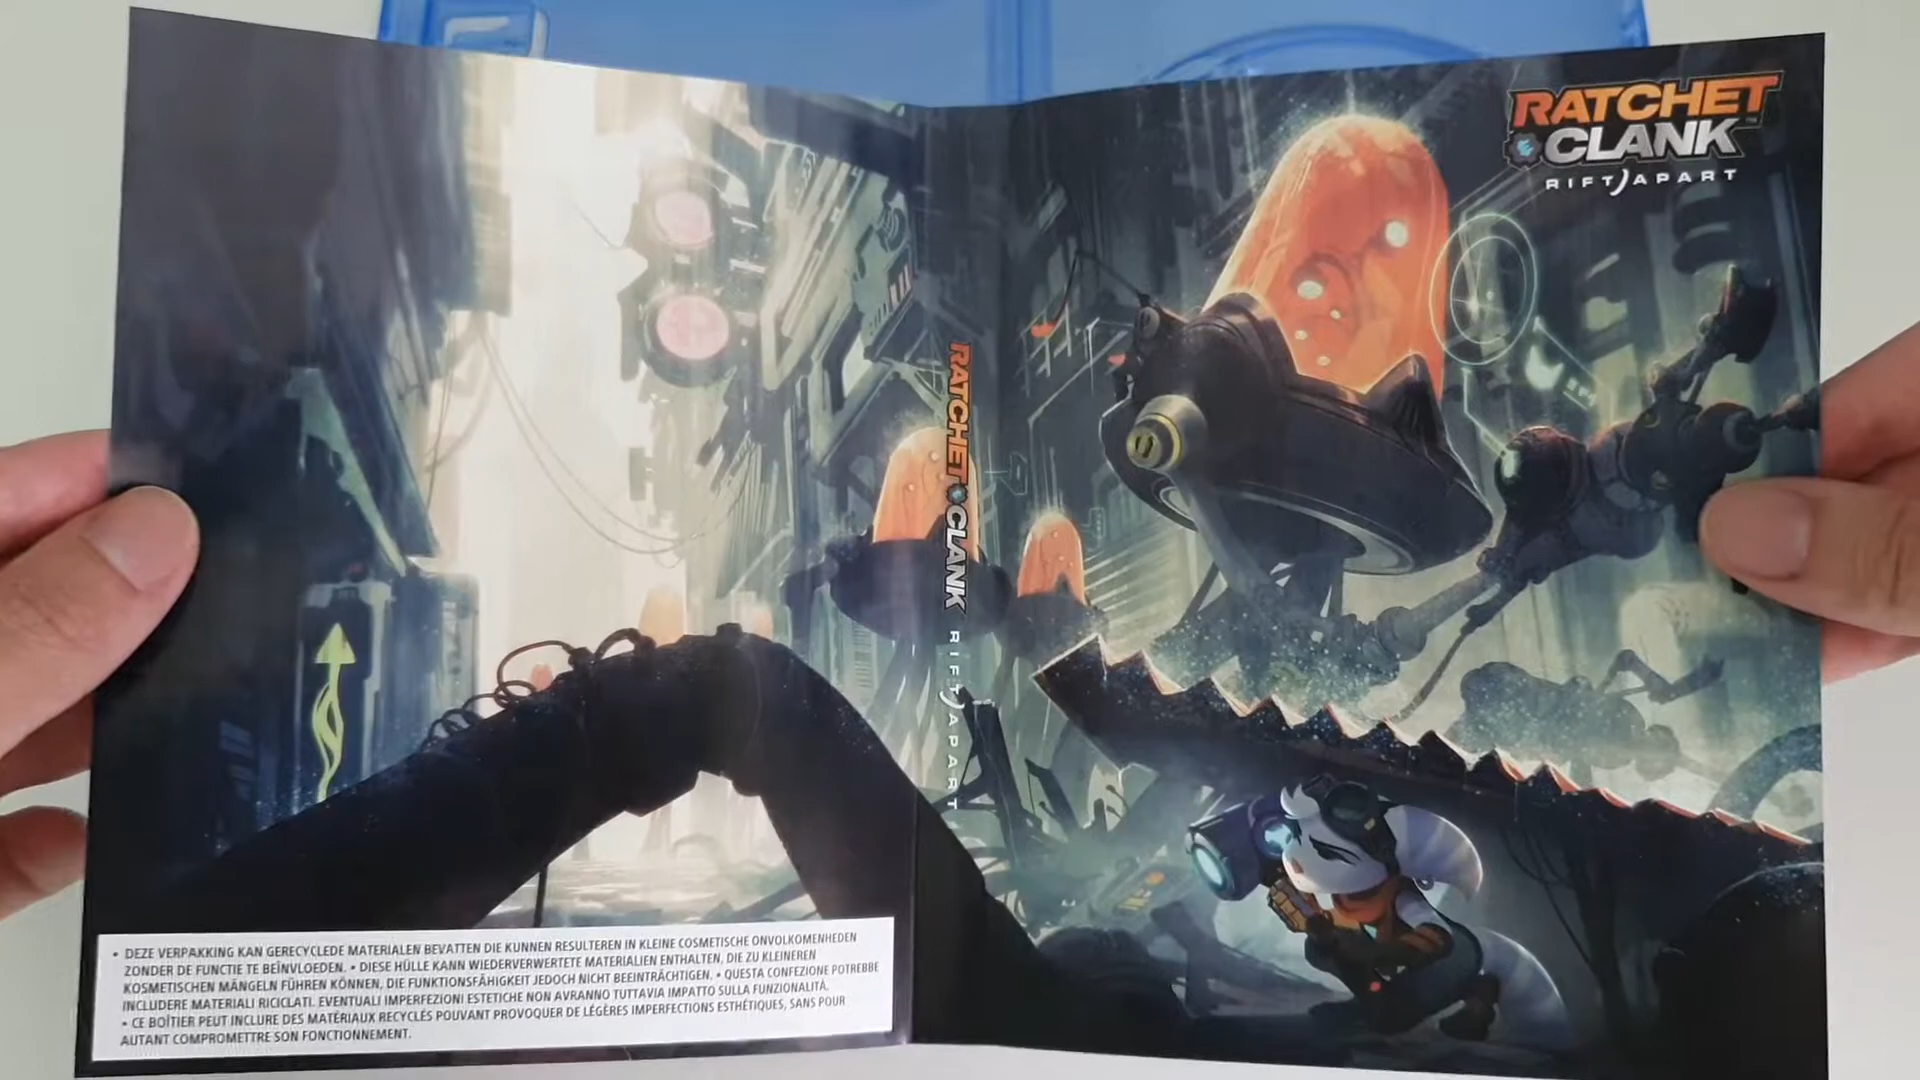 RATCHET
CLANK™
RIFT APART
RATCHET CLANK RIFT APART
• DEZE VERPAKKING KAN GERECYCLEDE MATERIALEN BEVATTEN DIE KUNNEN RESULTEREN IN KLEINE COSMETISCHE ONVOLKOMENHEDEN
ZONDER DE FUNCTIE TE BEÏNVLOEDEN. • DIESE HÜLLE KANN WIEDERVERWERTETE MATERIALIEN ENTHALTEN, DIE ZU KLEINEREN
KOSMETISCHEN MÄNGELN FÜHREN KÖNNEN, DIE FUNKTIONSFÄHIGKEIT JEDOCH NICHT BEEINTRÄCHTIGEN. • QUESTA CONFEZIONE POTREBBE
INCLUDERE MATERIALI RICICLATI. EVENTUALI IMPERFEZIONI ESTETICHE NON AVRANNO TUTTAVIA IMPATTO SULLA FUNZIONALITÀ.
• CE BOÎTIER PEUT INCLURE DES MATÉRIAUX RECYCLÉS POUVANT PROVOQUER DE LÉGÈRES IMPERFECTIONS ESTHÉTIQUES, SANS POUR
AUTANT COMPROMETTRE SON FONCTIONNEMENT.